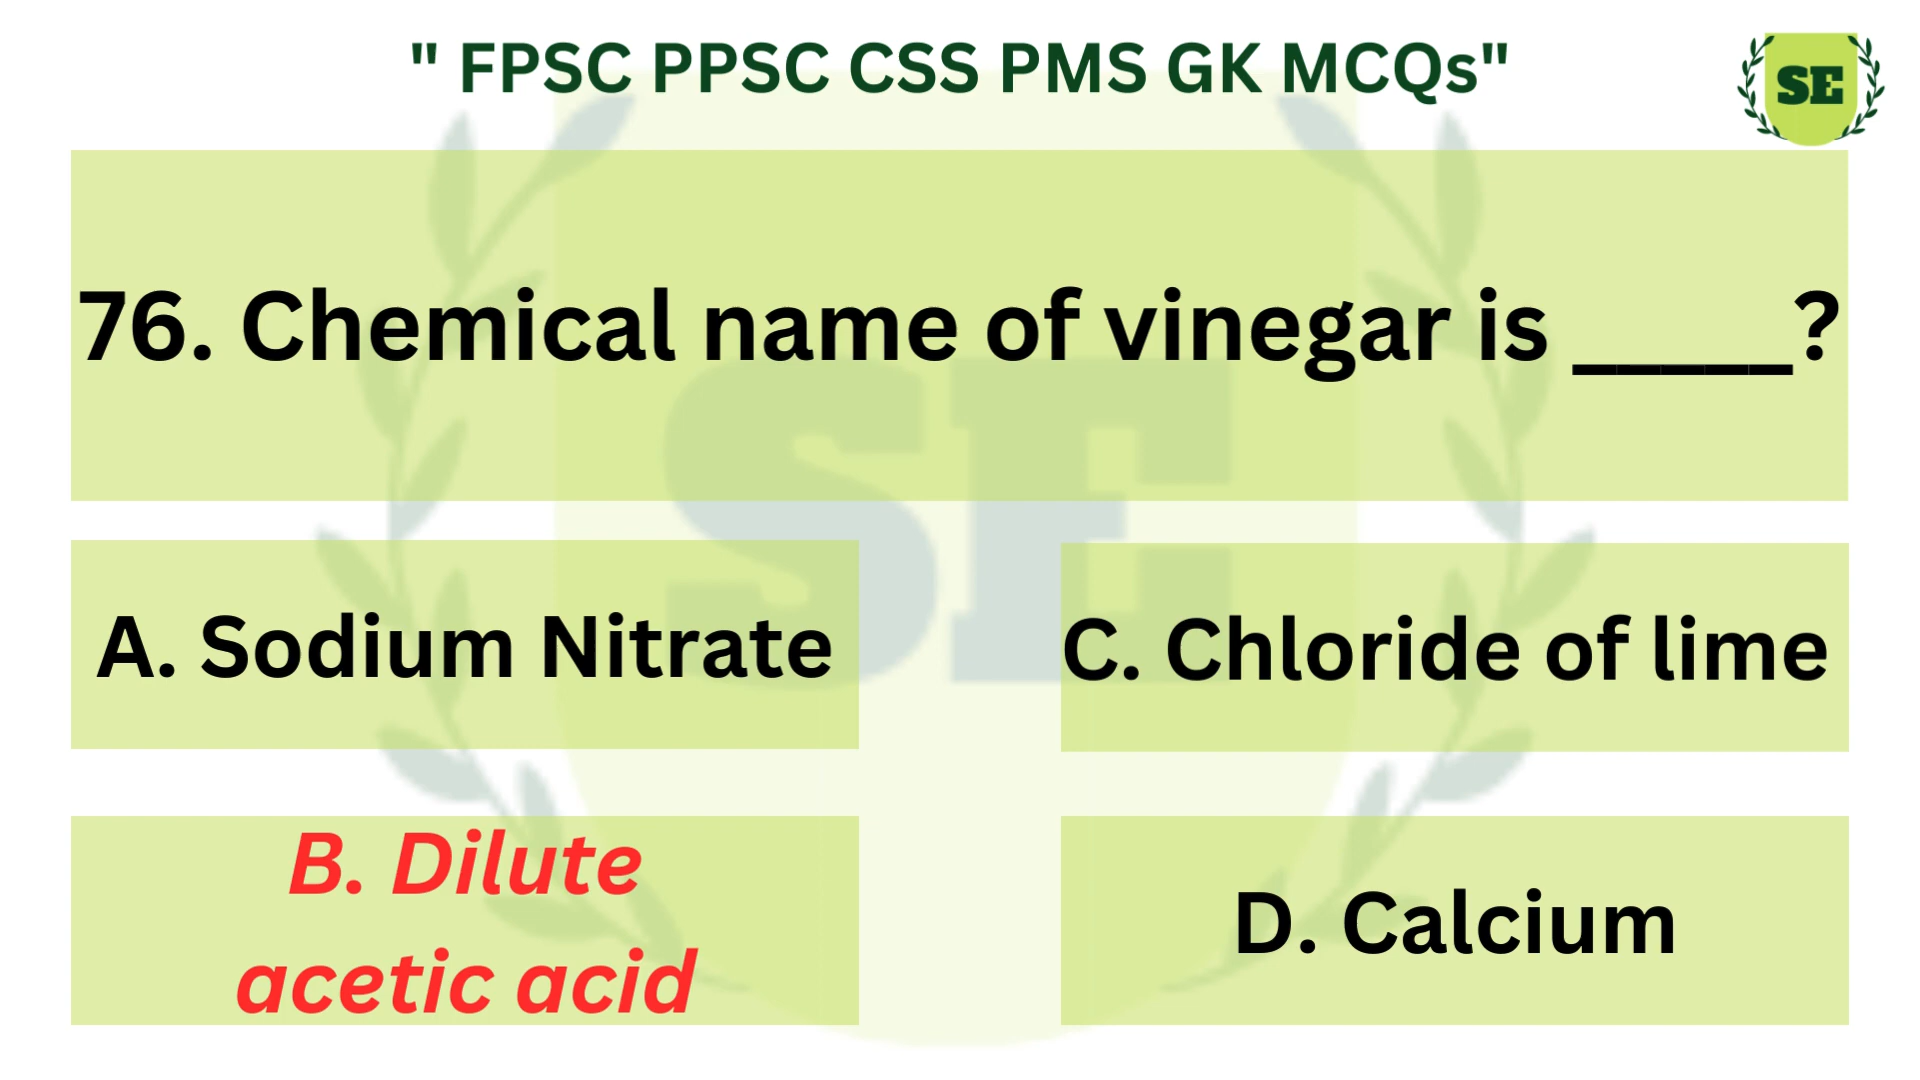 " FPSC PPSC CSS PMS GK MCQs"
SE
76. Chemical name of vinegar is _____?
SE
A. Sodium Nitrate
C. Chloride of lime
B. Dilute
acetic acid
D. Calcium